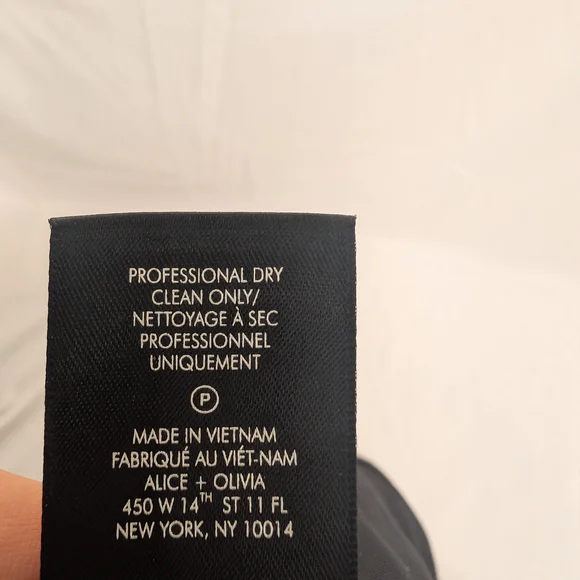 PROFESSIONAL DRY
CLEAN ONLY/
NETTOYAGE À SEC
PROFESSIONNEL
UNIQUEMENT
P
MADE IN VIETNAM
FABRIQUÉ AU VIÉT-NAM
ALICE + OLIVIA
450 W 14TH ST 11 FL
NEW YORK, NY 10014